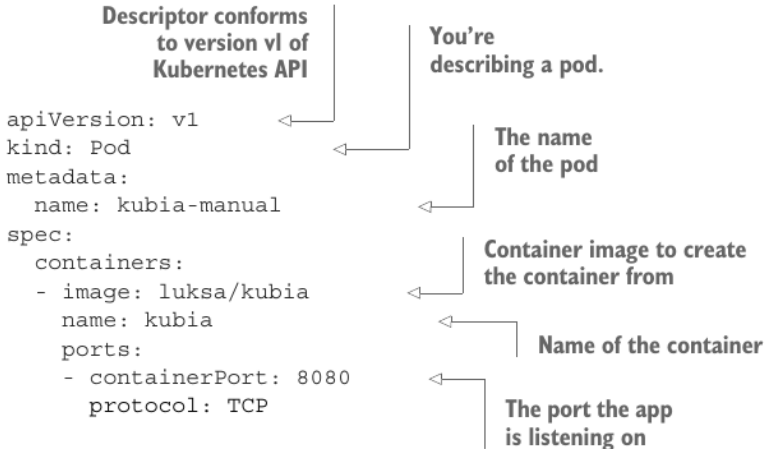 Descriptor conforms
to version vl of
Kubernetes API
You're
describing a pod.
apiVersion: v1
kind: Pod
The name
of the pod
metadata:
  name: kubia-manual
spec:
Container image to create
the container from
  containers:
  - image: luksa/kubia
    name: kubia
Name of the container
    ports:
    - containerPort: 8080
      protocol: TCP
The port the app
is listening on